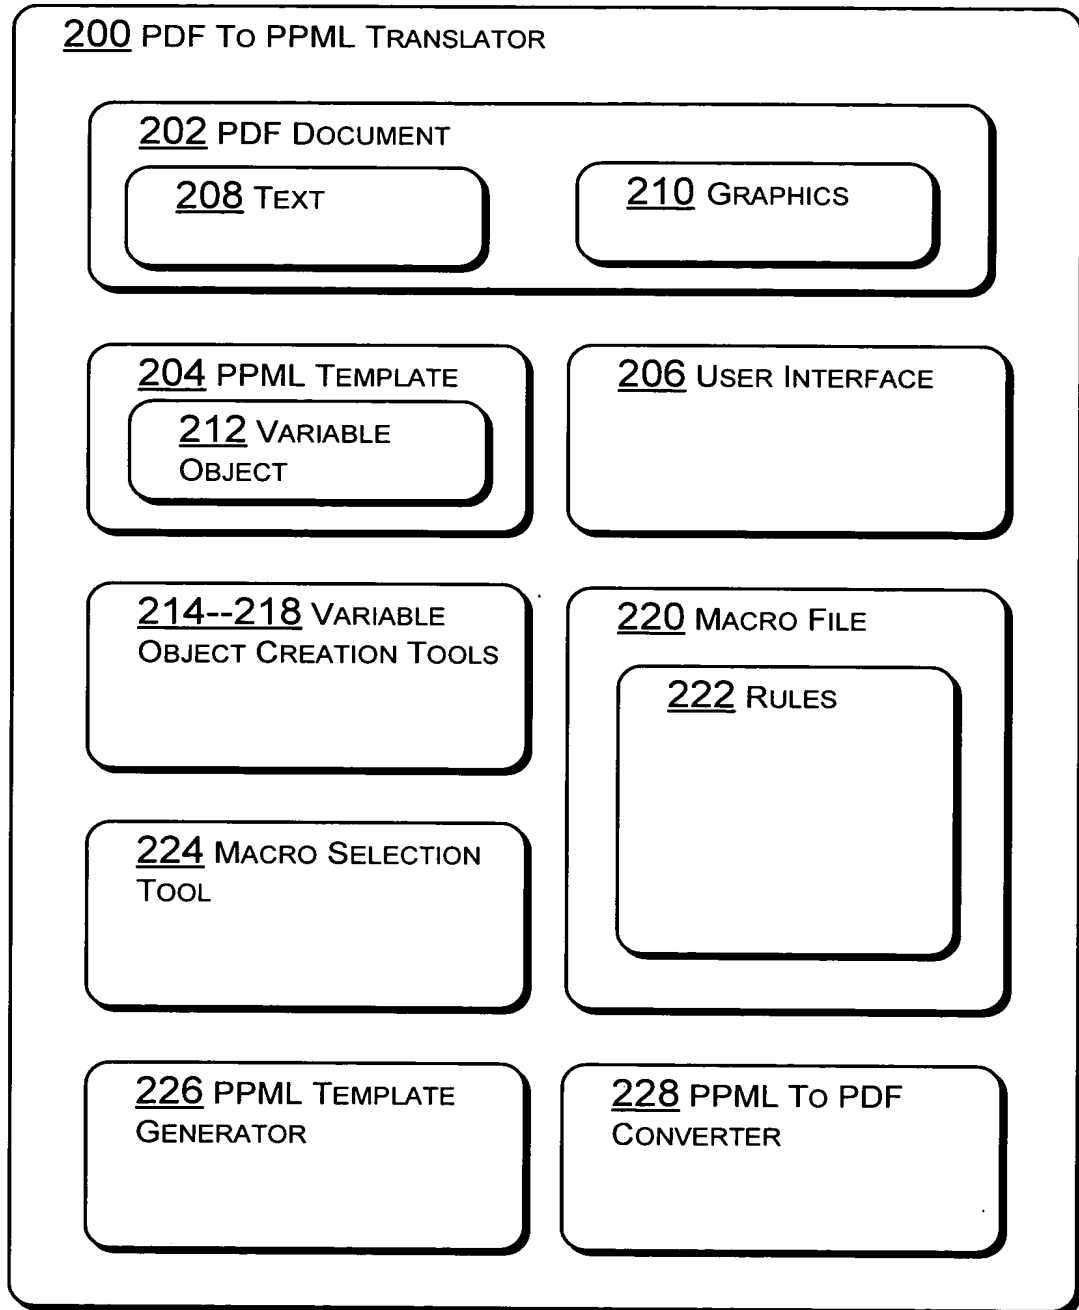 200 PDF To PPML Translator
202 PDF Document
208 Text
210 Graphics
204 PPML Template
212 Variable
Object
206 User Interface
214--218 Variable
Object Creation Tools
220 Macro File
222 Rules
224 Macro Selection
Tool
226 PPML Template
Generator
228 PPML To PDF
Converter